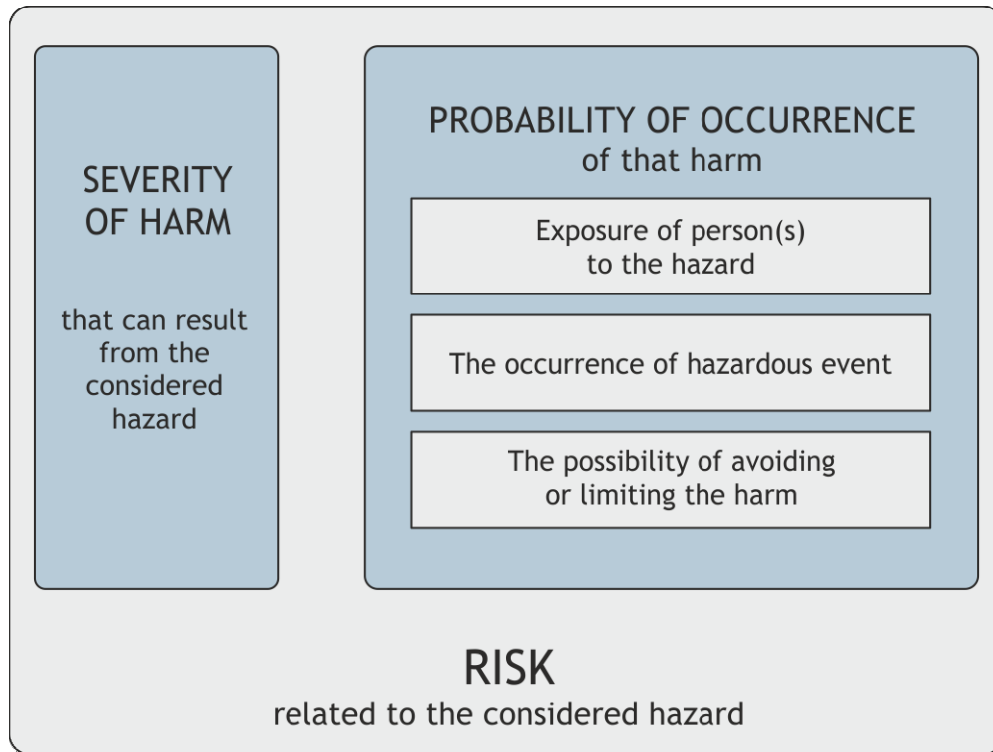 SEVERITY
OF HARM
that can result
from the
considered
hazard
PROBABILITY OF OCCURRENCE
of that harm
Exposure of person(s)
to the hazard
The occurrence of hazardous event
The possibility of avoiding
or limiting the harm
RISK
related to the considered hazard